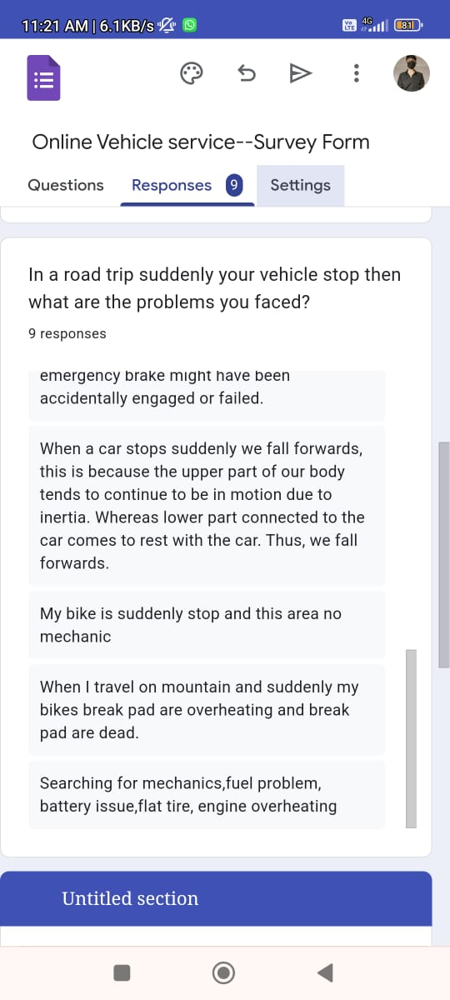 11:21 AM | 6.1KB/s
Vo LTE 4G 81
Online Vehicle service--Survey Form
Questions Responses 9 Settings
In a road trip suddenly your vehicle stop then
what are the problems you faced?
9 responses
emergency brake might have been
accidentally engaged or failed.
When a car stops suddenly we fall forwards,
this is because the upper part of our body
tends to continue to be in motion due to
inertia. Whereas lower part connected to the
car comes to rest with the car. Thus, we fall
forwards.
My bike is suddenly stop and this area no
mechanic
When I travel on mountain and suddenly my
bikes break pad are overheating and break
pad are dead.
Searching for mechanics,fuel problem,
battery issue,flat tire, engine overheating
Untitled section